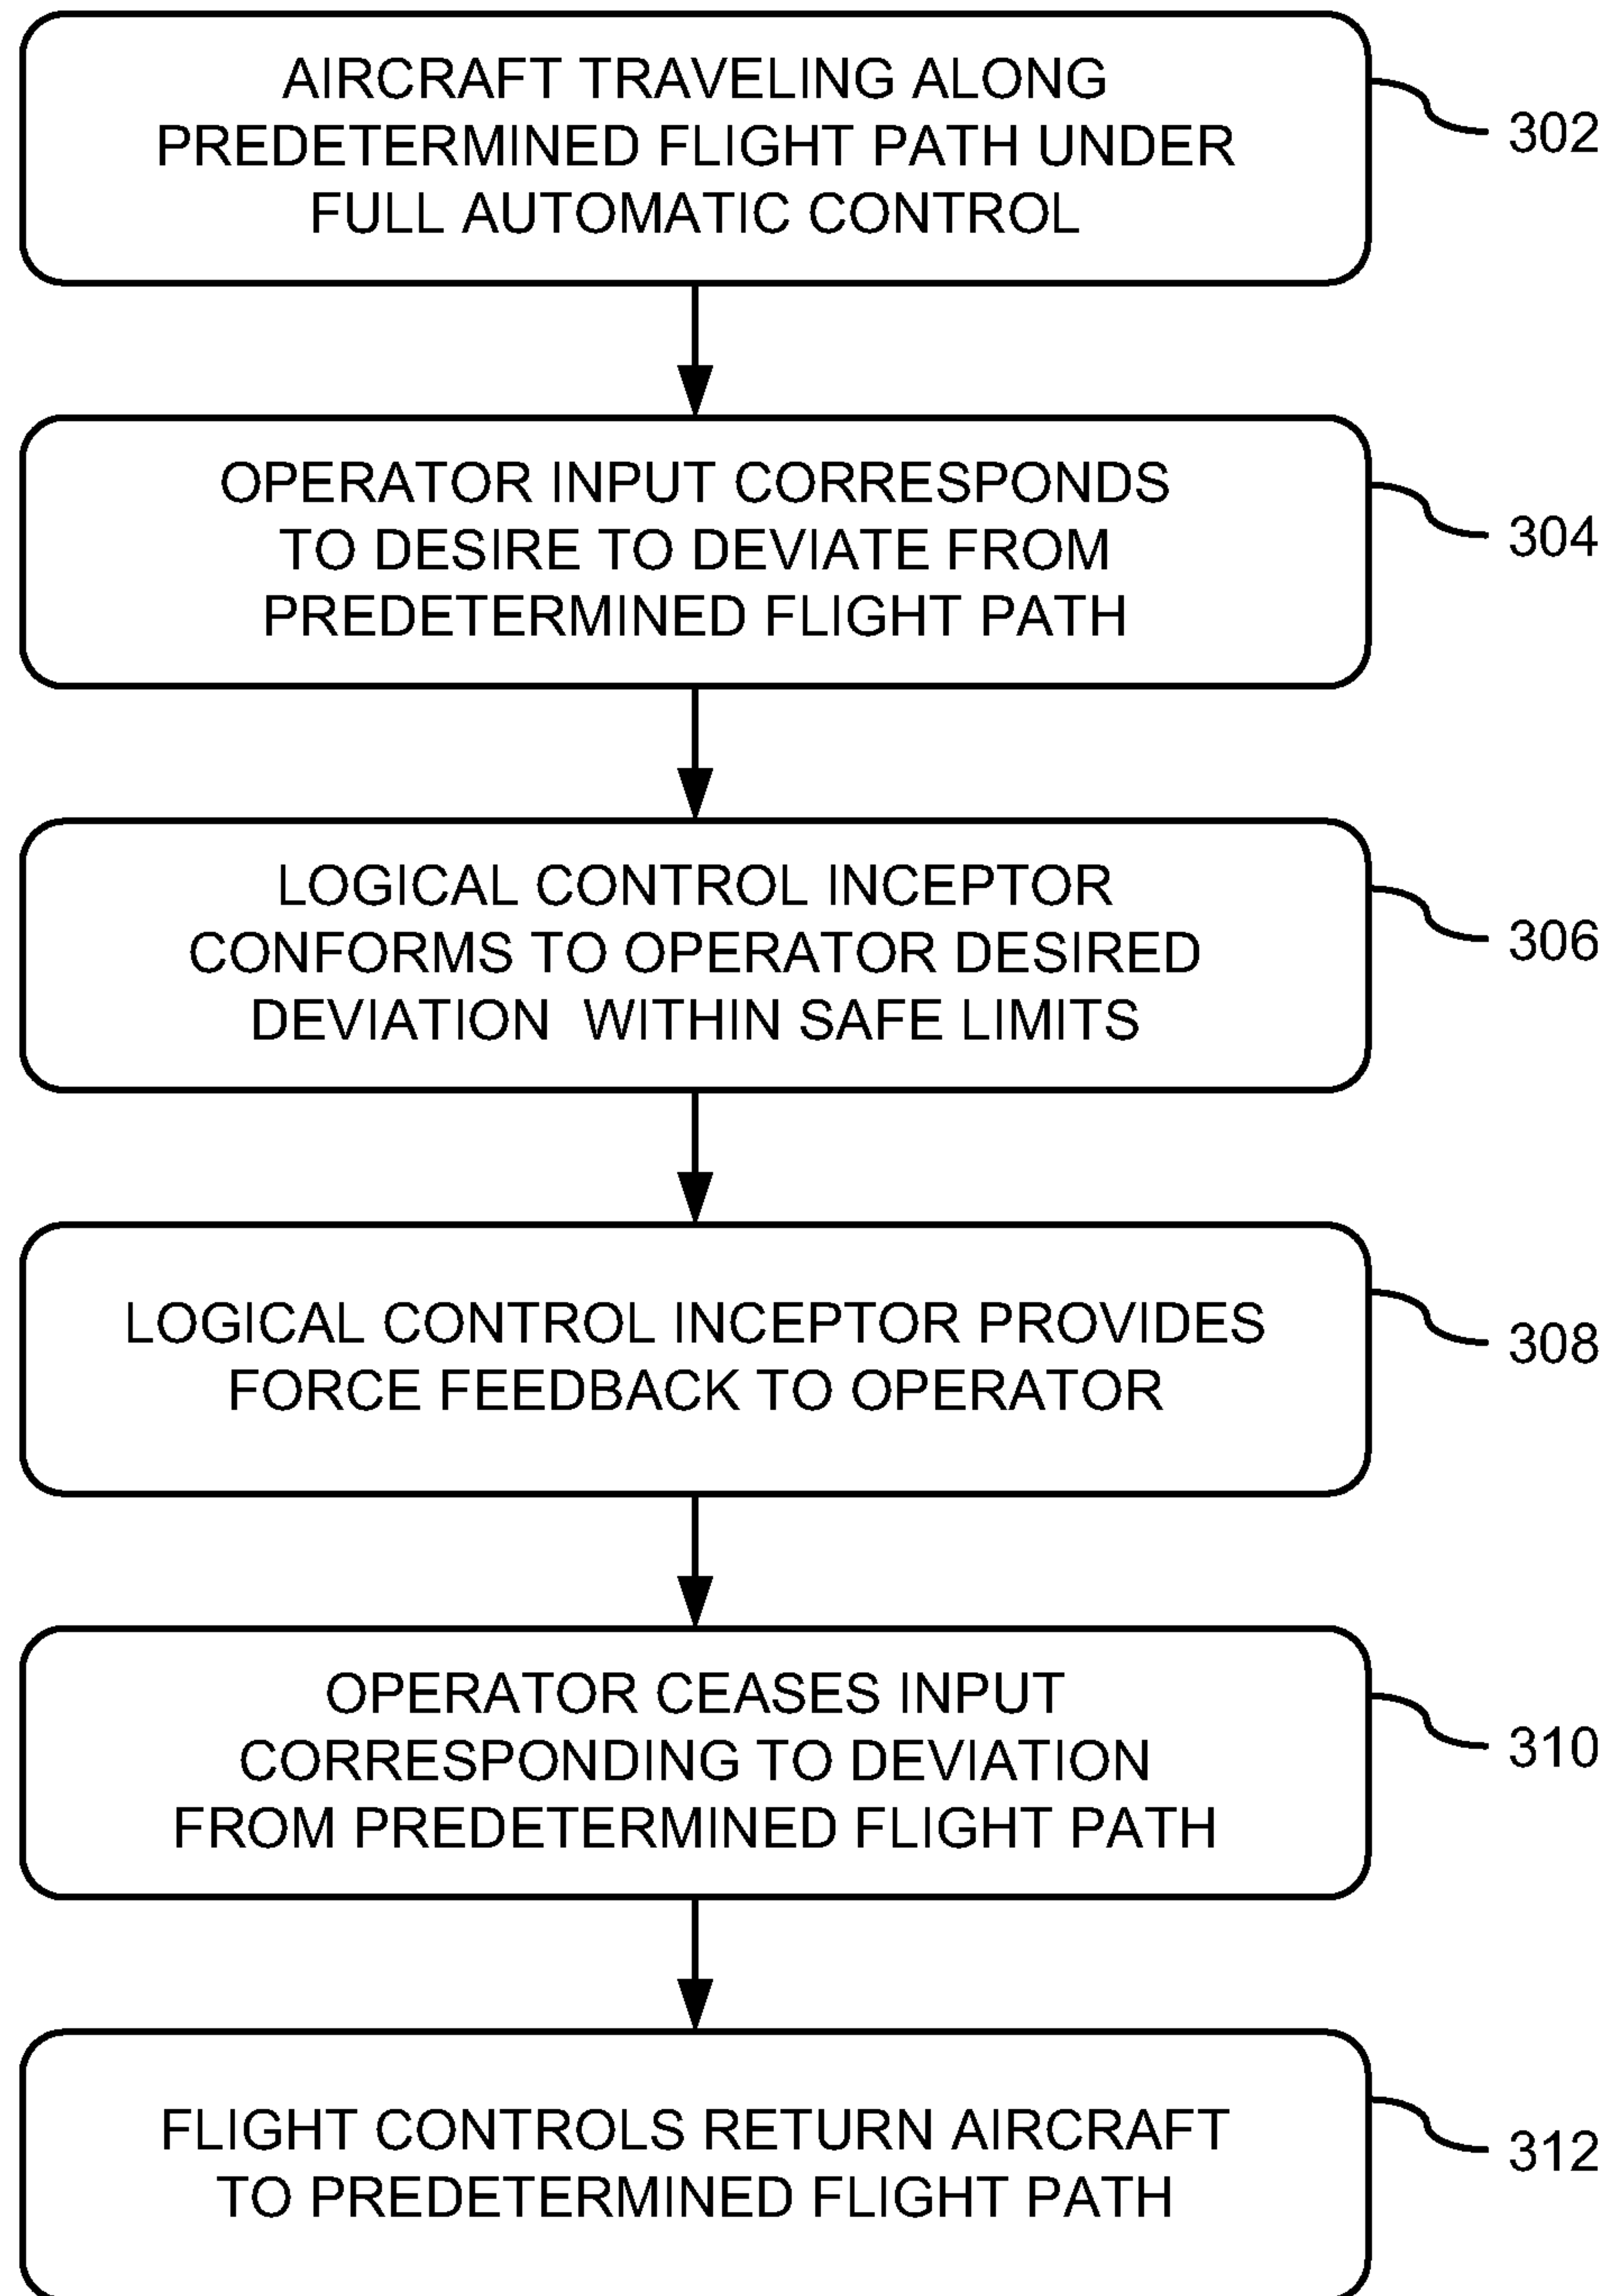 AIRCRAFT TRAVELING ALONG
PREDETERMINED FLIGHT PATH UNDER
FULL AUTOMATIC CONTROL
302
OPERATOR INPUT CORRESPONDS
TO DESIRE TO DEVIATE FROM
PREDETERMINED FLIGHT PATH
304
LOGICAL CONTROL INCEPTOR
CONFORMS TO OPERATOR DESIRED
DEVIATION WITHIN SAFE LIMITS
306
LOGICAL CONTROL INCEPTOR PROVIDES
FORCE FEEDBACK TO OPERATOR
308
OPERATOR CEASES INPUT
CORRESPONDING TO DEVIATION
FROM PREDETERMINED FLIGHT PATH
310
FLIGHT CONTROLS RETURN AIRCRAFT
TO PREDETERMINED FLIGHT PATH
312